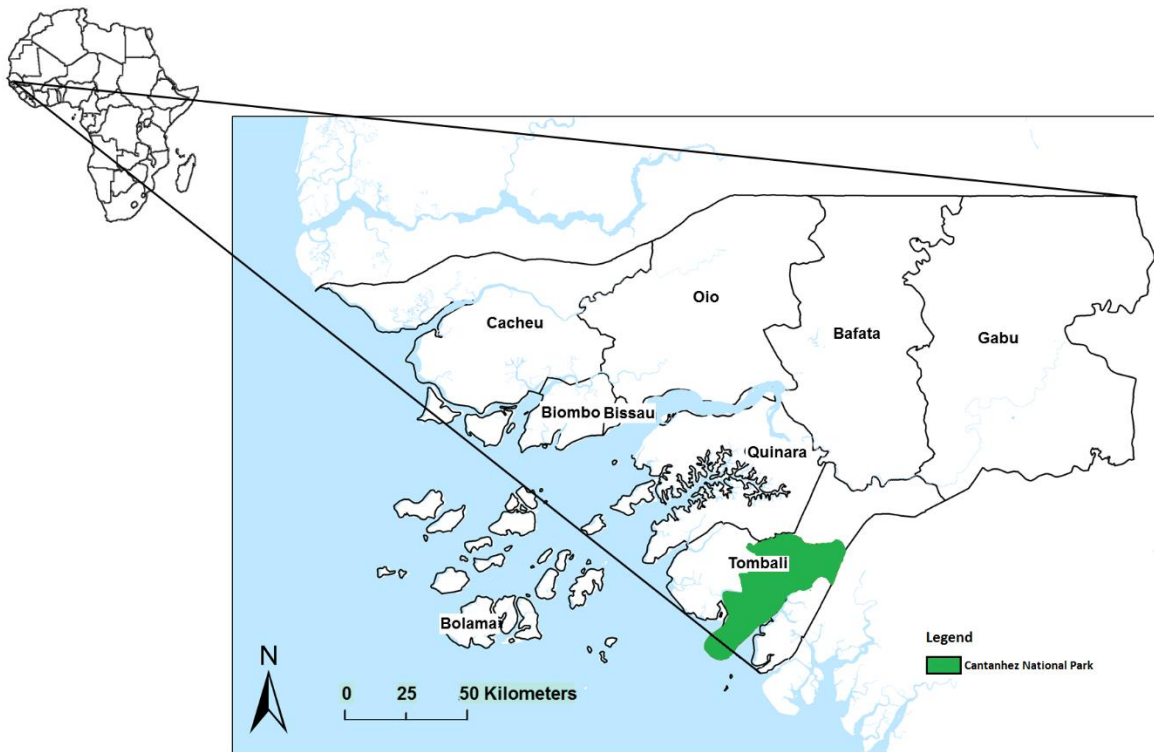 Oio
Cacheu
Bafata
Gabu
Biombo Bissau
Quinara
Tombali
Bolama
Legend
Cantanhez National Park
N
0 25 50 Kilometers